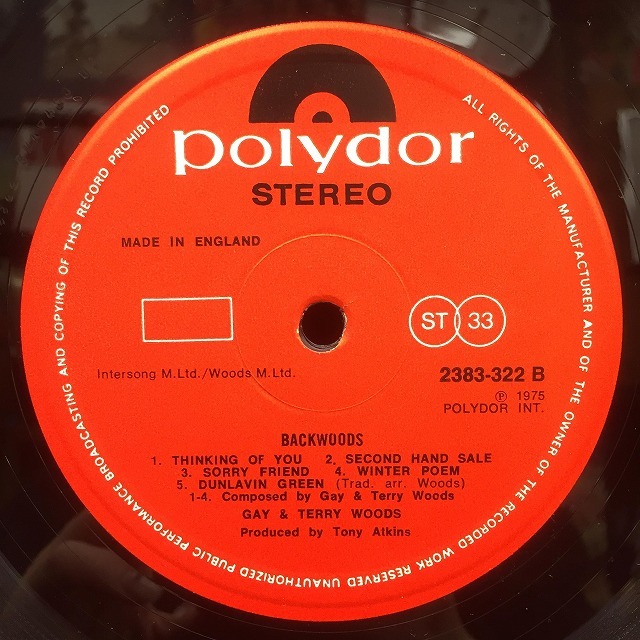 polydor
STEREO
MADE IN ENGLAND
ST 33
Intersong M.Ltd./Woods M.Ltd.
2383-322 B
Ⓟ 1975
POLYDOR INT.
BACKWOODS
1. THINKING OF YOU 2. SECOND HAND SALE
3. SORRY FRIEND 4. WINTER POEM
5. DUNLAVIN GREEN (Trad. arr. Woods)
1-4. Composed by Gay & Terry Woods
GAY & TERRY WOODS
Produced by Tony Atkins
ALL RIGHTS OF THE MANUFACTURER AND OF THE OWNER OF THE RECORDED WORK RESERVED UNAUTHORIZED PUBLIC PERFORMANCE BROADCASTING AND COPYING OF THIS RECORD PROHIBITED